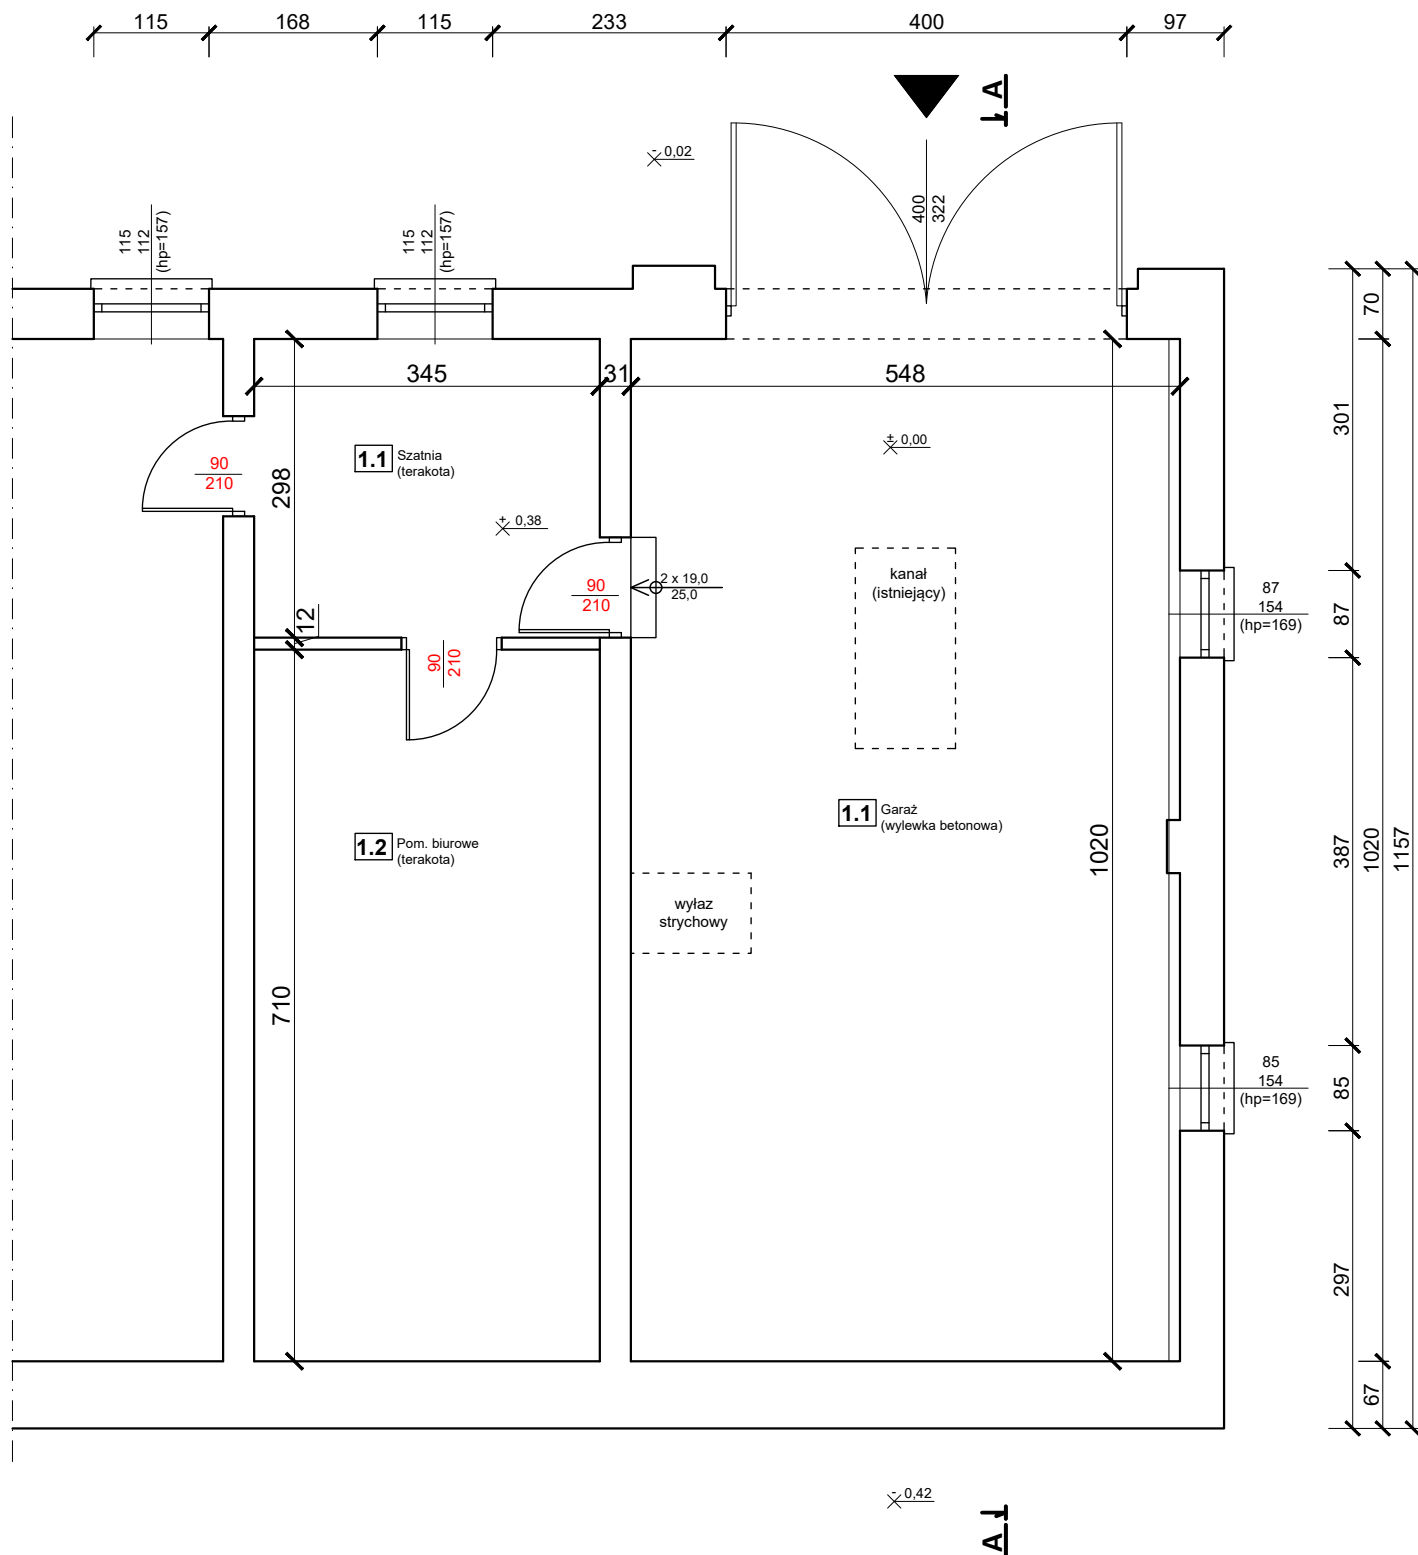 115
168
115
233
400
97
A
1
- 0,02
400
322
115
112
(hp=157)
115
112
(hp=157)
70
345
31
548
301
± 0,00
1.1 Szatnia
(terakota)
90
210
298
+ 0,38
kanał
(istniejący)
2 x 19,0
25,0
90
210
87
154
(hp=169)
87
12
90
210
1.1 Garaż
(wylewka betonowa)
1.2 Pom. biurowe
(terakota)
1020
387
1020
1157
wyłaz
strychowy
710
85
154
(hp=169)
85
297
67
- 0,42
1
A